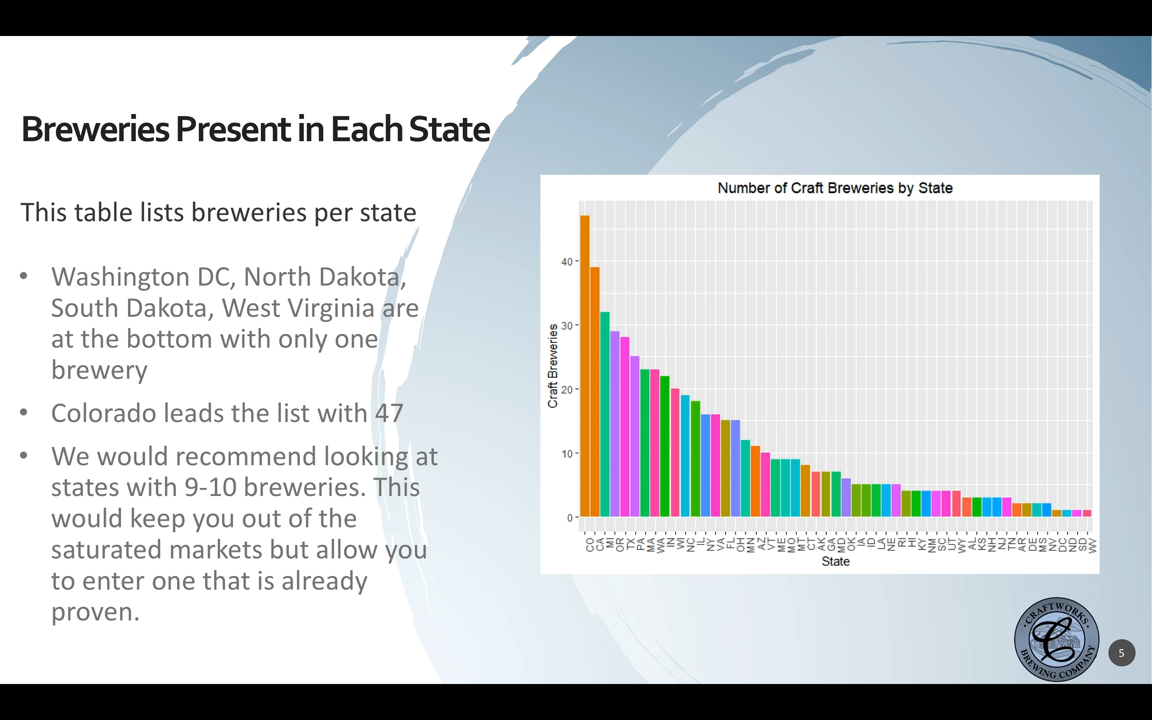 Breweries Present in Each State
This table lists breweries per state
• Washington DC, North Dakota,
South Dakota, West Virginia are
at the bottom with only one
brewery
• Colorado leads the list with 47
• We would recommend looking at
states with 9-10 breweries. This
would keep you out of the
saturated markets but allow you
to enter one that is already
proven.
Number of Craft Breweries by State
Craft Breweries
40
30
20
10
0
CO CA MI OR TX PA MA WA IN WI NC IL NY VA FL OH MN AZ VT ME MO MT CT AK GA MD OK IA ID LA NE RI HI KY NM SC UT WY AL KS NH NJ TN AR DE MS NV DC ND SD WV
State
CRAFTWORKS
BREWING COMPANY
5